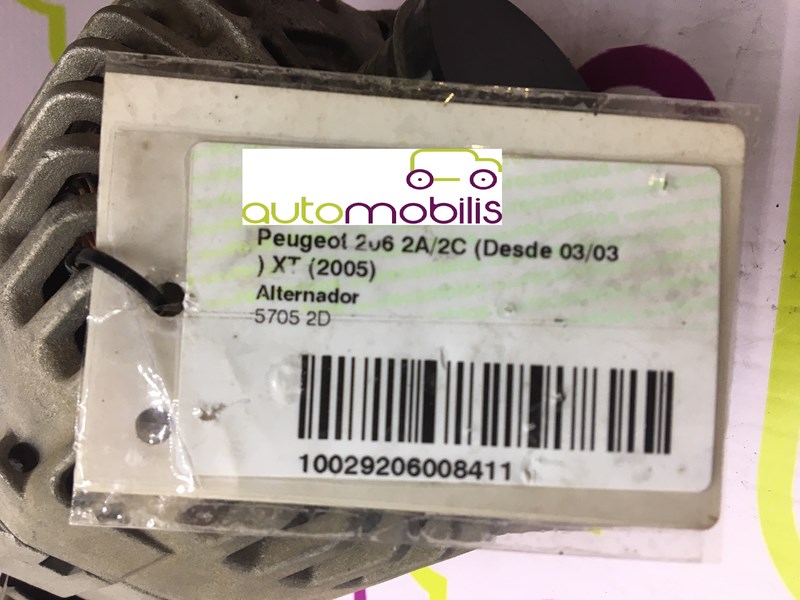 automobilis
Peugeot 206 2A/2C (Desde 03/03
) XT (2005)
Alternador
5705 2D
10029206008411